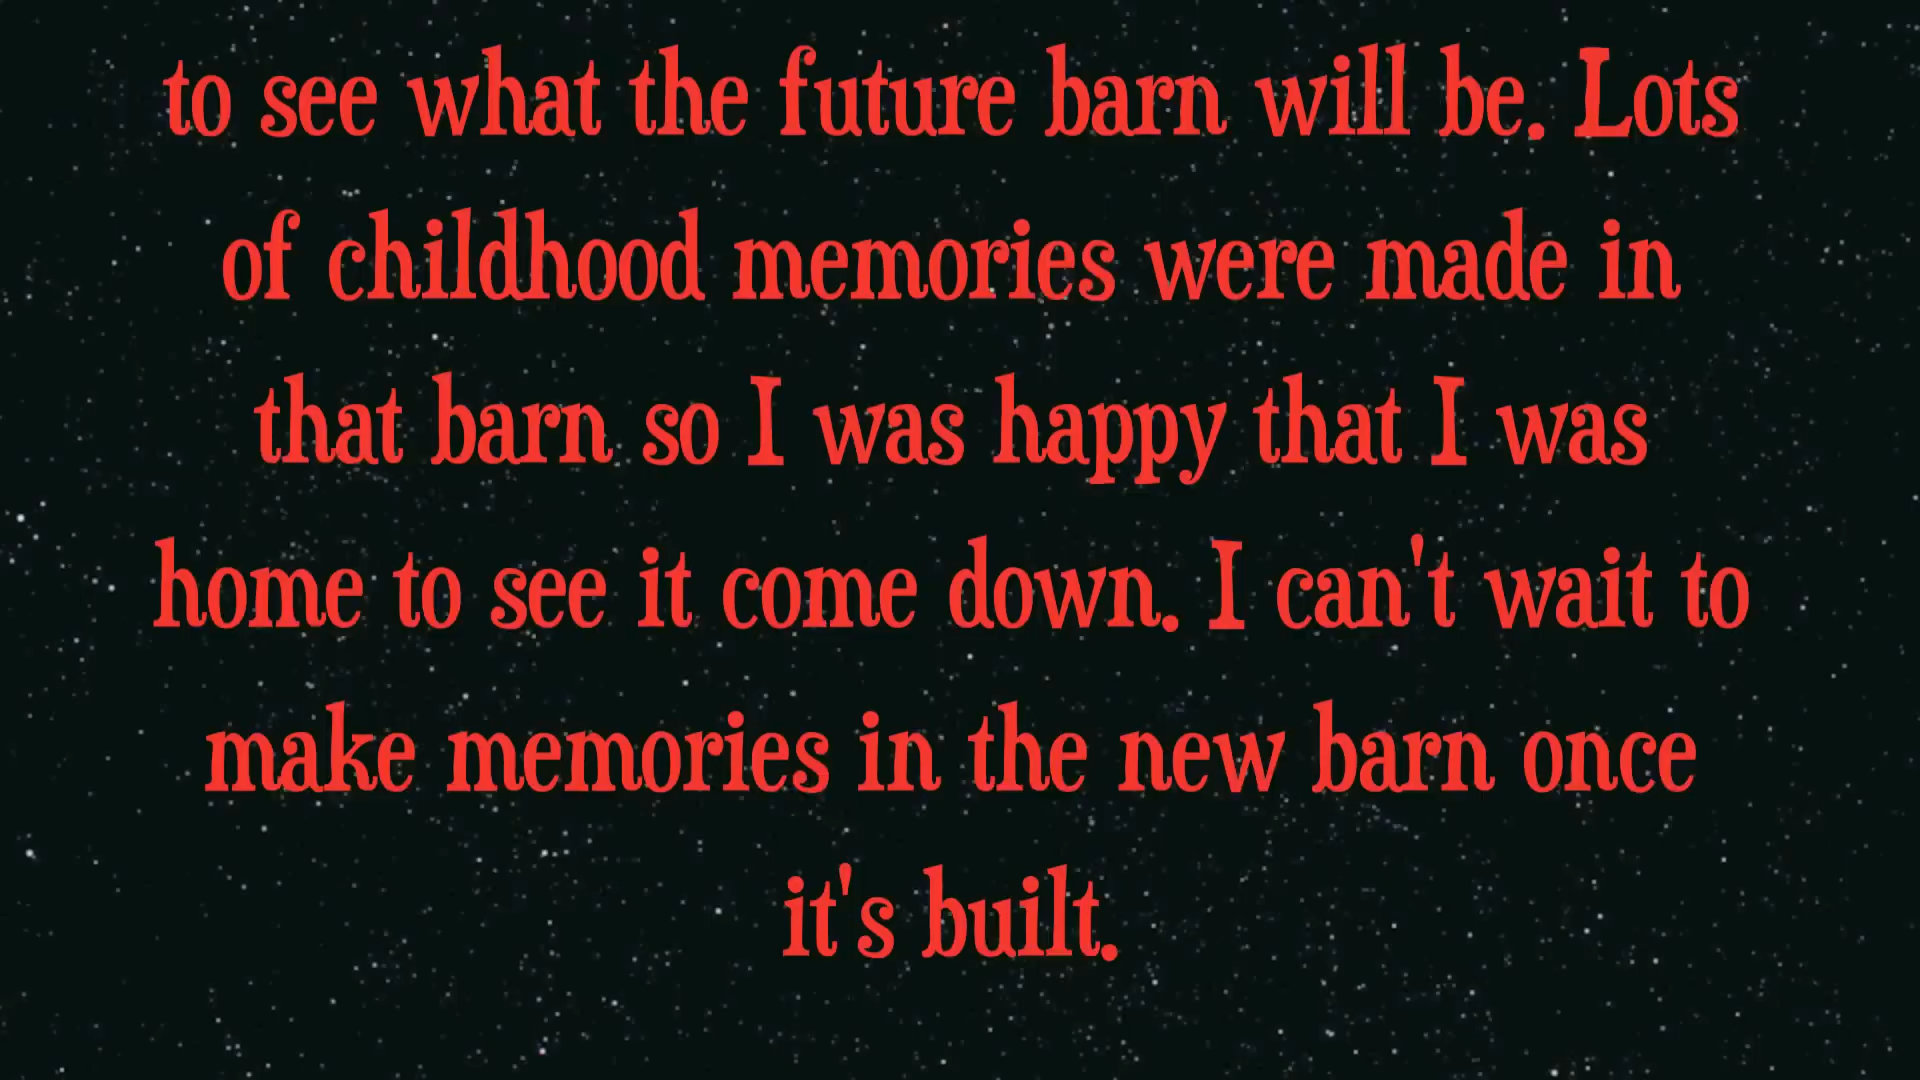 to see what the future barn will be. Lots
of childhood memories were made in
that barn so I was happy that I was
home to see it come down. I can't wait to
make memories in the new barn once
it's built.